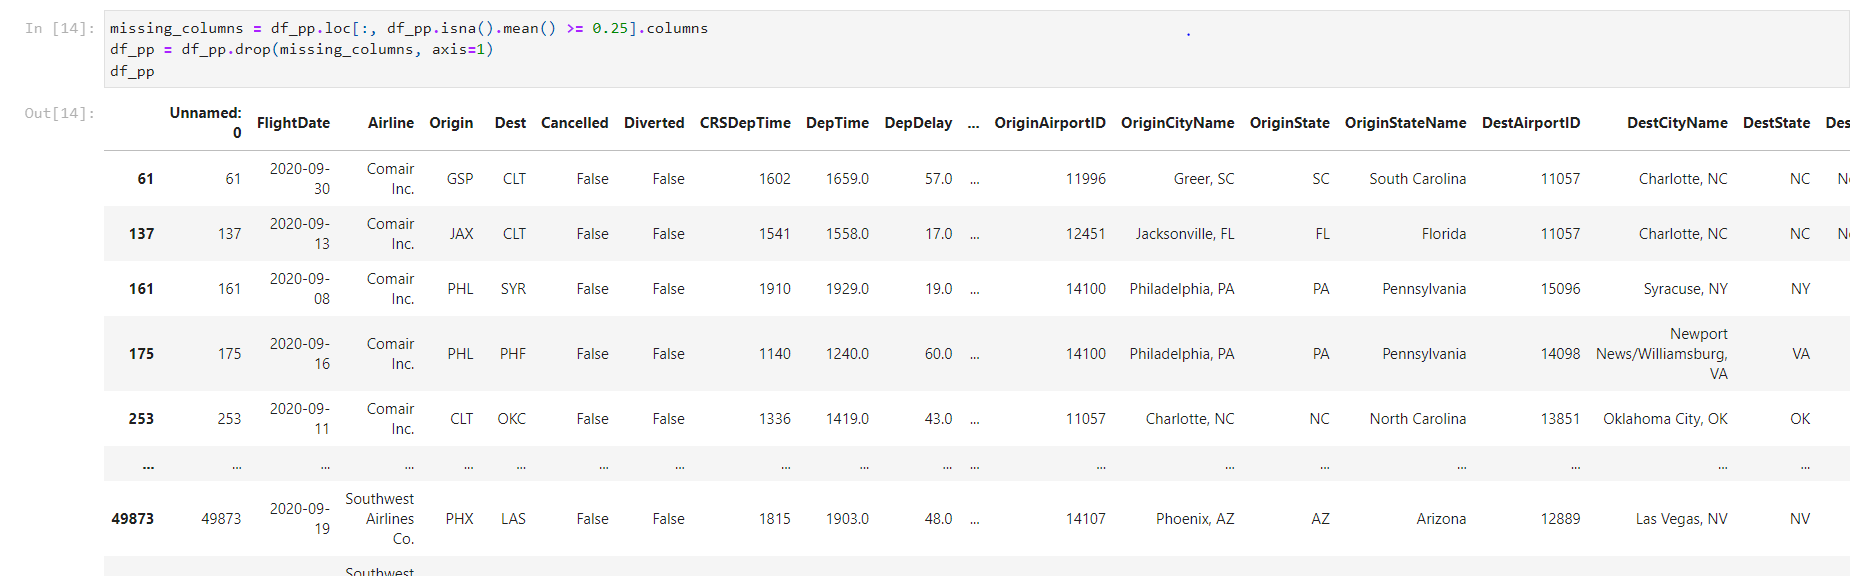 In [14]: missing_columns = df_pp.loc[:, df_pp.isna().mean() >= 0.25].columns
df_pp = df_pp.drop(missing_columns, axis=1)
df_pp
Out[14]:
Unnamed: 0 FlightDate Airline Origin Dest Cancelled Diverted CRSDepTime DepTime DepDelay ... OriginAirportID OriginCityName OriginState OriginStateName DestAirportID DestCityName DestState Des
61 61 2020-09-30 Comair Inc. GSP CLT False False 1602 1659.0 57.0 ... 11996 Greer, SC SC South Carolina 11057 Charlotte, NC NC N
137 137 2020-09-13 Comair Inc. JAX CLT False False 1541 1558.0 17.0 ... 12451 Jacksonville, FL FL Florida 11057 Charlotte, NC NC N
161 161 2020-09-08 Comair Inc. PHL SYR False False 1910 1929.0 19.0 ... 14100 Philadelphia, PA PA Pennsylvania 15096 Syracuse, NY NY
175 175 2020-09-16 Comair Inc. PHL PHF False False 1140 1240.0 60.0 ... 14100 Philadelphia, PA PA Pennsylvania 14098 Newport News/Williamsburg, VA VA
253 253 2020-09-11 Comair Inc. CLT OKC False False 1336 1419.0 43.0 ... 11057 Charlotte, NC NC North Carolina 13851 Oklahoma City, OK OK
... ... ... ... ... ... ... ... ... ... ... ... ... ... ... ... ... ... ...
49873 49873 2020-09-19 Southwest Airlines Co. PHX LAS False False 1815 1903.0 48.0 ... 14107 Phoenix, AZ AZ Arizona 12889 Las Vegas, NV NV
Southwest